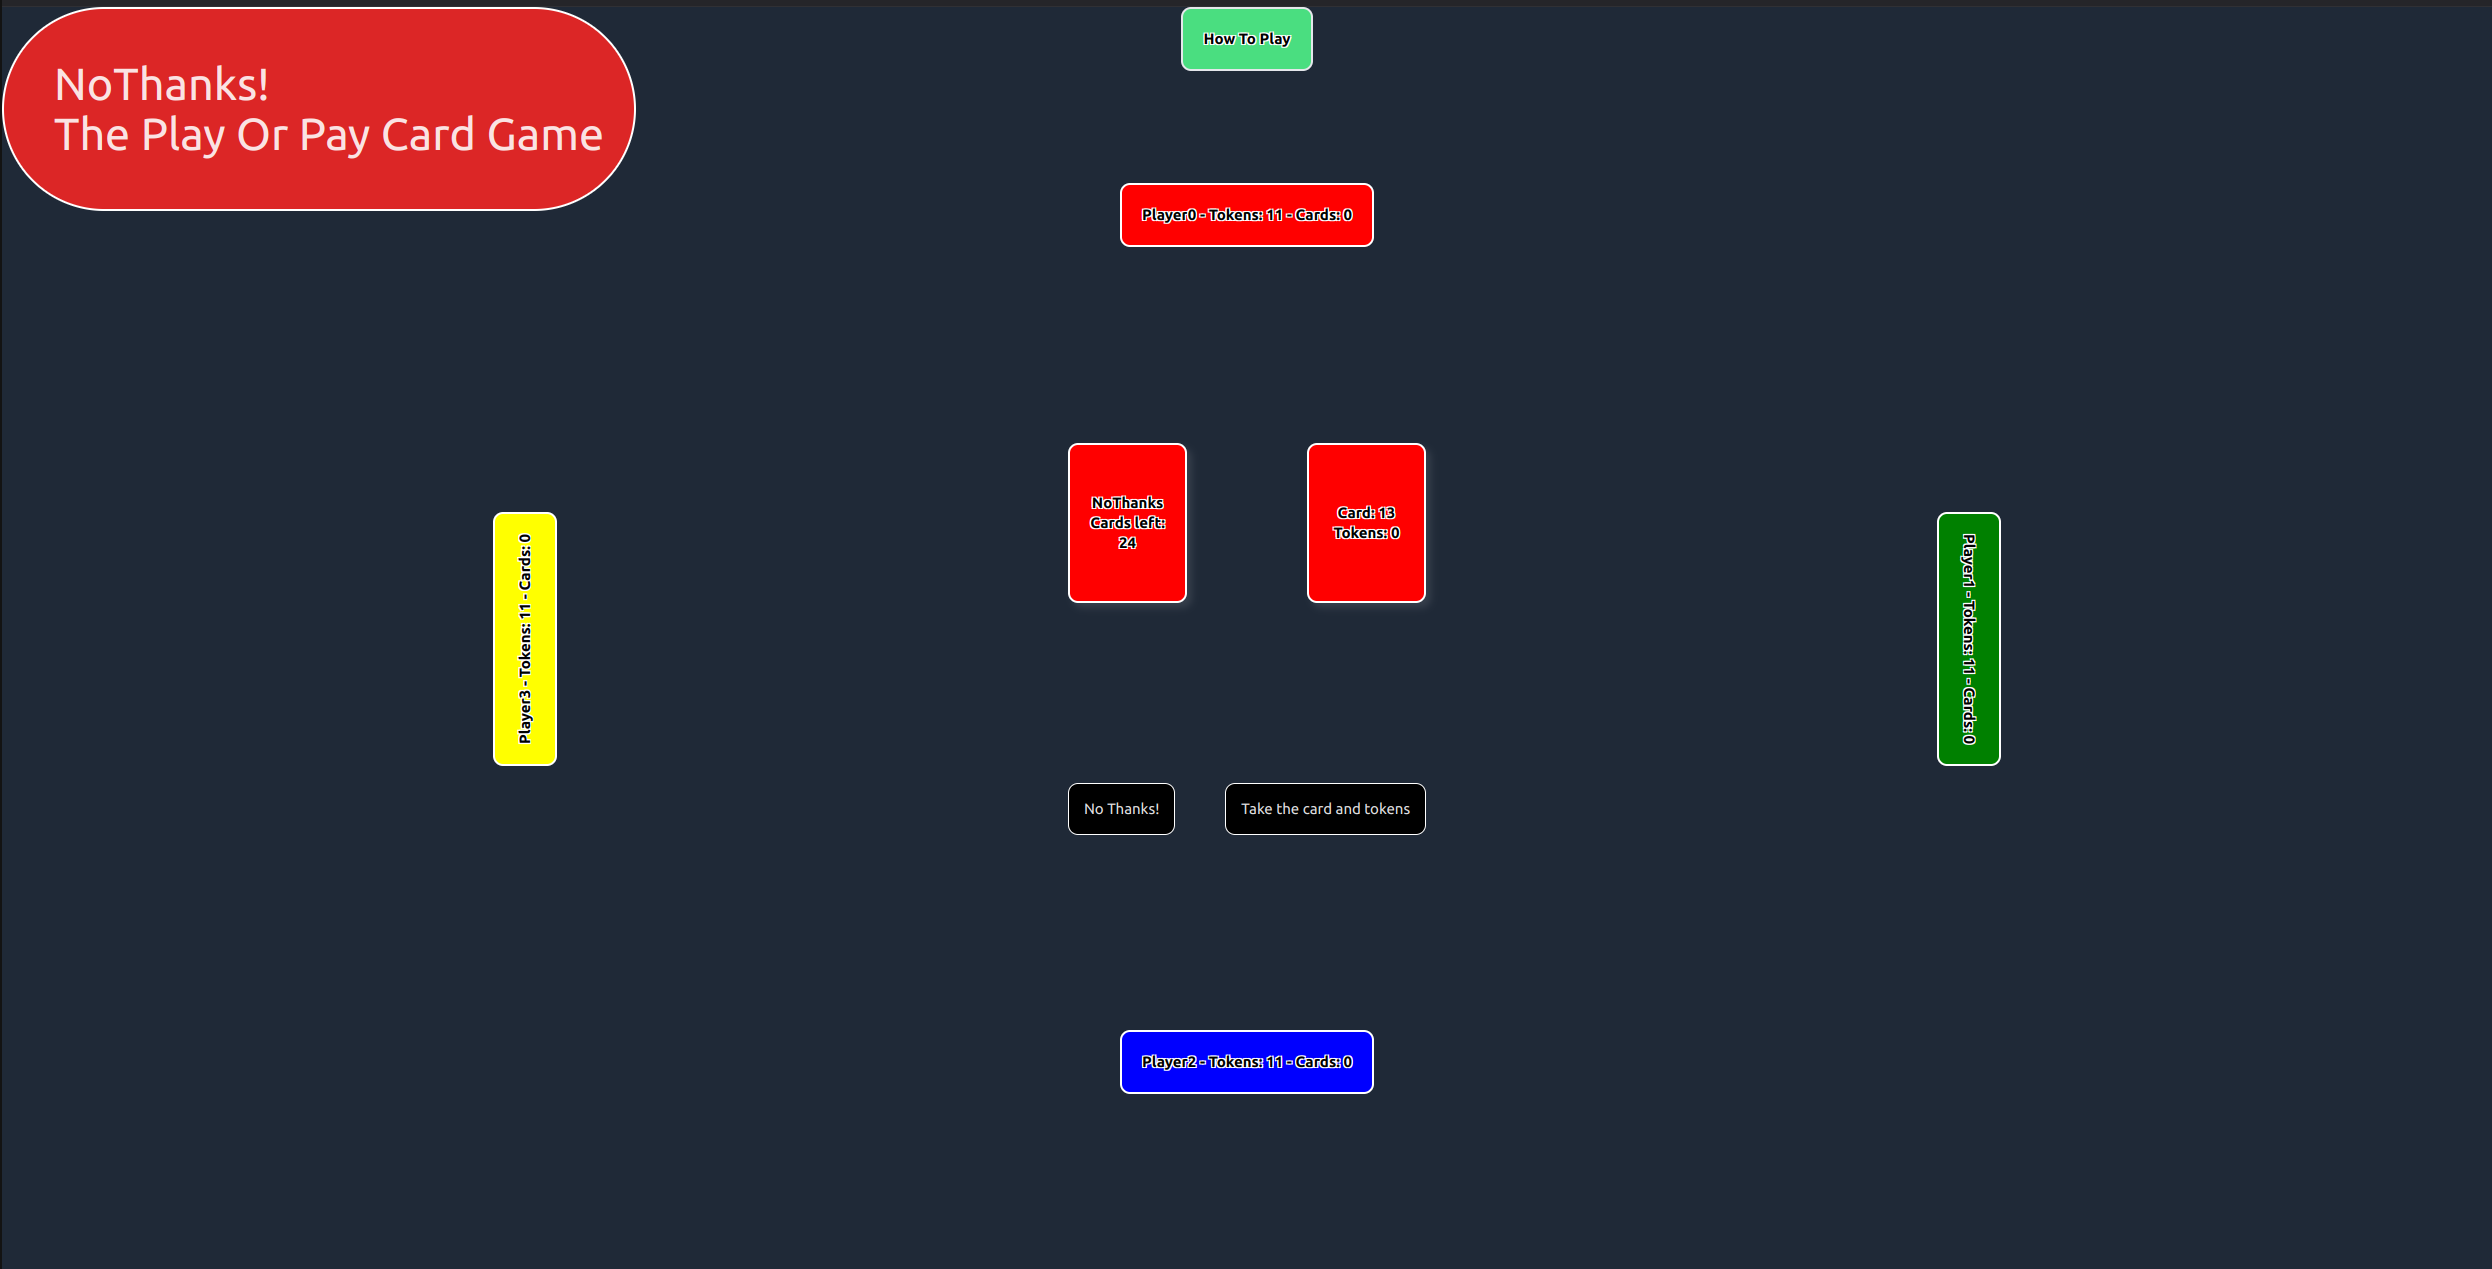 NoThanks!
The Play Or Pay Card Game
How To Play
Player0 - Tokens: 11 - Cards: 0
NoThanks
Cards left:
24
Card: 13
Tokens: 0
Player3 - Tokens: 11 - Cards: 0
Player1 - Tokens: 11 - Cards: 0
No Thanks!
Take the card and tokens
Player2 - Tokens: 11 - Cards: 0